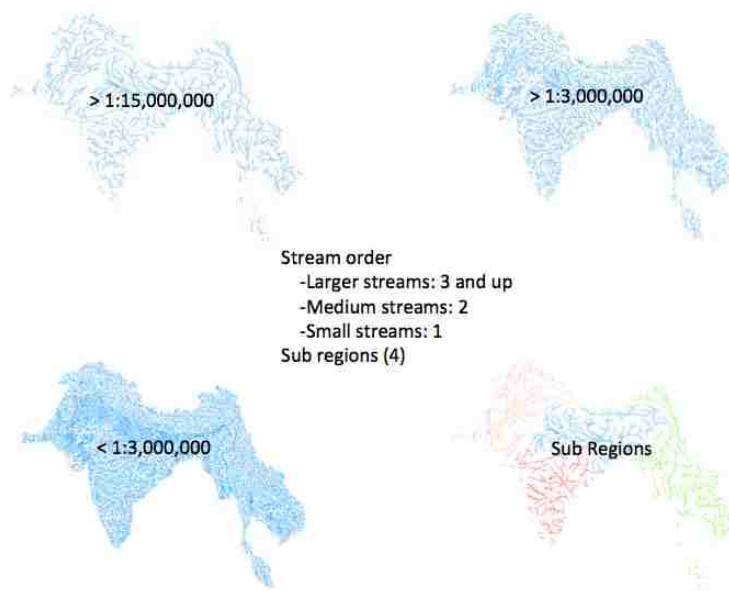 > 1:15,000,000
> 1:3,000,000
Stream order
-Larger streams: 3 and up
-Medium streams: 2
-Small streams: 1
Sub regions (4)
< 1:3,000,000
Sub Regions